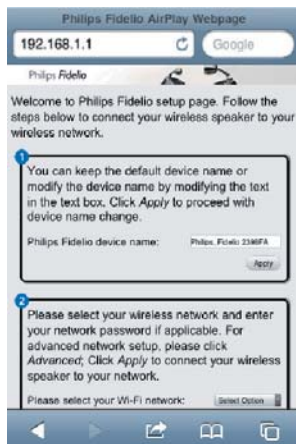 Philips Fidelio AirPlay Webpage
192.168.1.1
Google
Philips Fidelio
Welcome to Philips Fidelio setup page. Follow the
steps below to connect your wireless speaker to your
wireless network.
1
You can keep the default device name or
modify the device name by modifying the text
in the text box. Click Apply to proceed with
device name change.
Philips Fidelio device name:
Philips_Fidelio 2398FA
Apply
2
Please select your wireless network and enter
your network password if applicable. For
advanced network setup, please click
Advanced; Click Apply to connect your wireless
speaker to your network.
Please select your Wi-Fi network:
Select Option